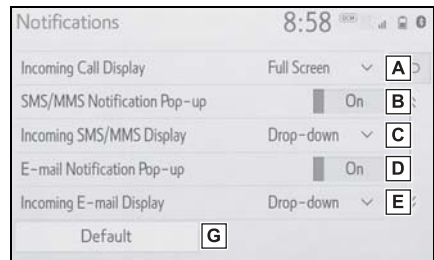 Notifications 8:58
Incoming Call Display Full Screen A
SMS/MMS Notification Pop-up On B
Incoming SMS/MMS Display Drop-down C
E-mail Notification Pop-up On D
Incoming E-mail Display Drop-down E
Default G